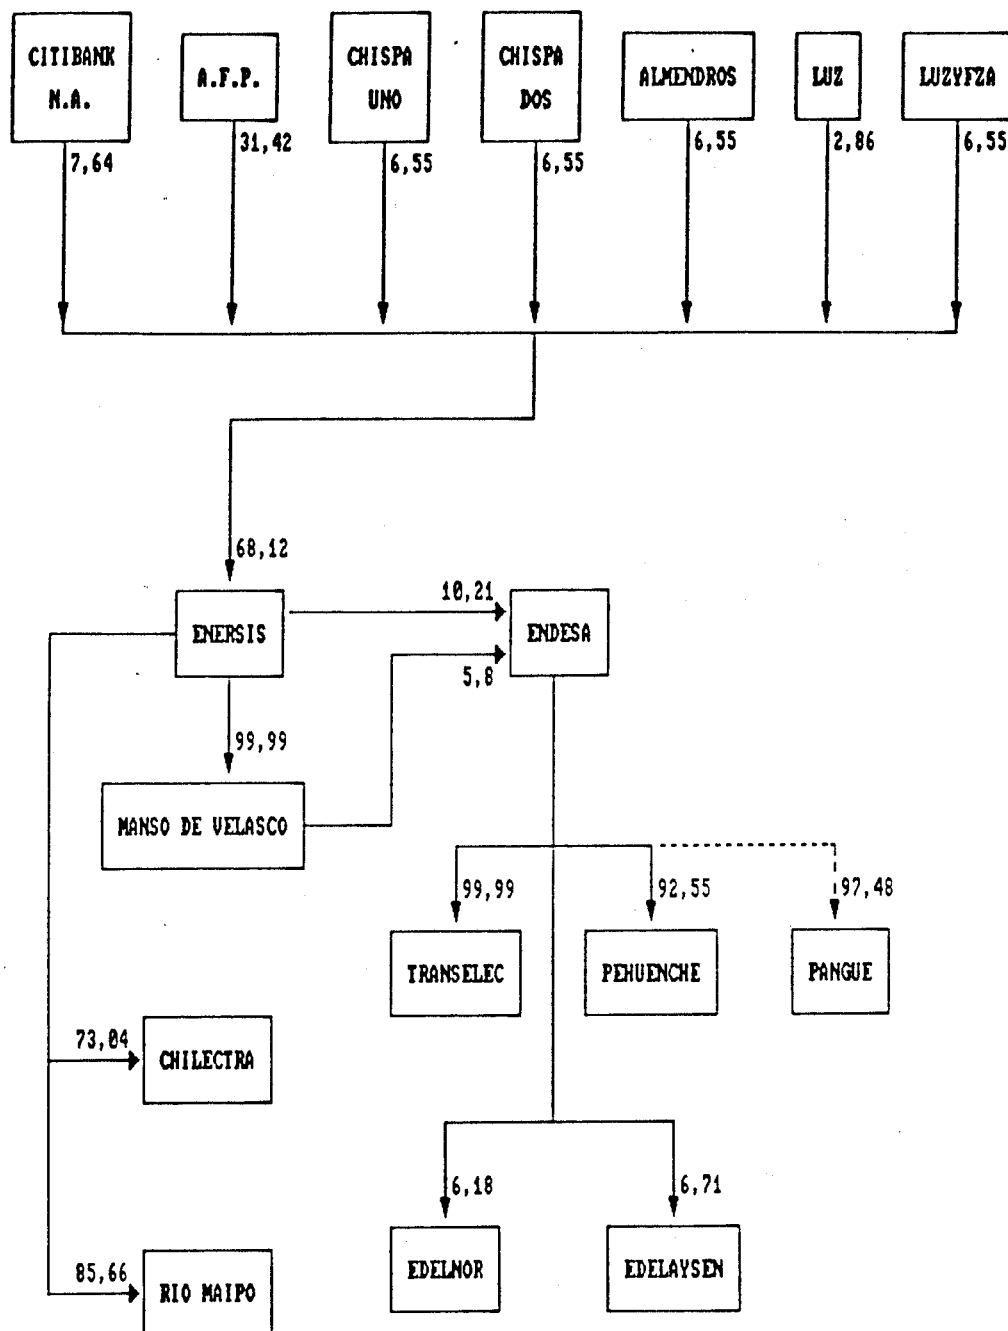 CITIBANK
N.A.
A.F.P.
CHISPA
UNO
CHISPA
DOS
ALMENDROS
LUZ
LUZYFZA
7,64
31,42
6,55
6,55
6,55
2,86
6,55
68,12
ENERSIS
10,21
5,8
ENDESA
99,99
MANSO DE VELASCO
99,99
92,55
97,48
TRANSELEC
PEHUENCHE
PANGUE
73,04
CHILECTRA
6,18
6,71
EDELNOR
EDELAYSEN
85,66
RIO MAIPO